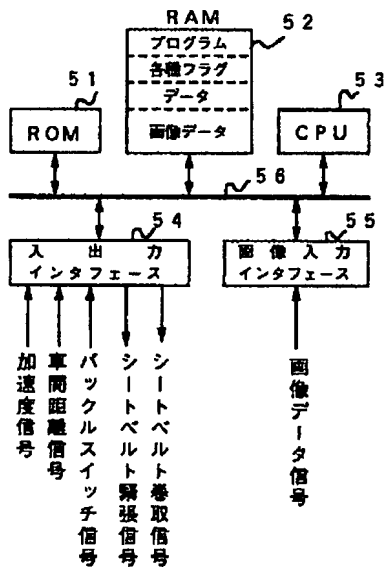 RAM
52
プログラム
各種フラグ
データ
画像データ
51
ROM
53
CPU
56
54
入出力
インタフェース
55
画像入力
インタフェース
加速度信号
車間距離信号
バックルスイッチ信号
シートベルト緊張信号
シートベルト巻取信号
画像データ信号